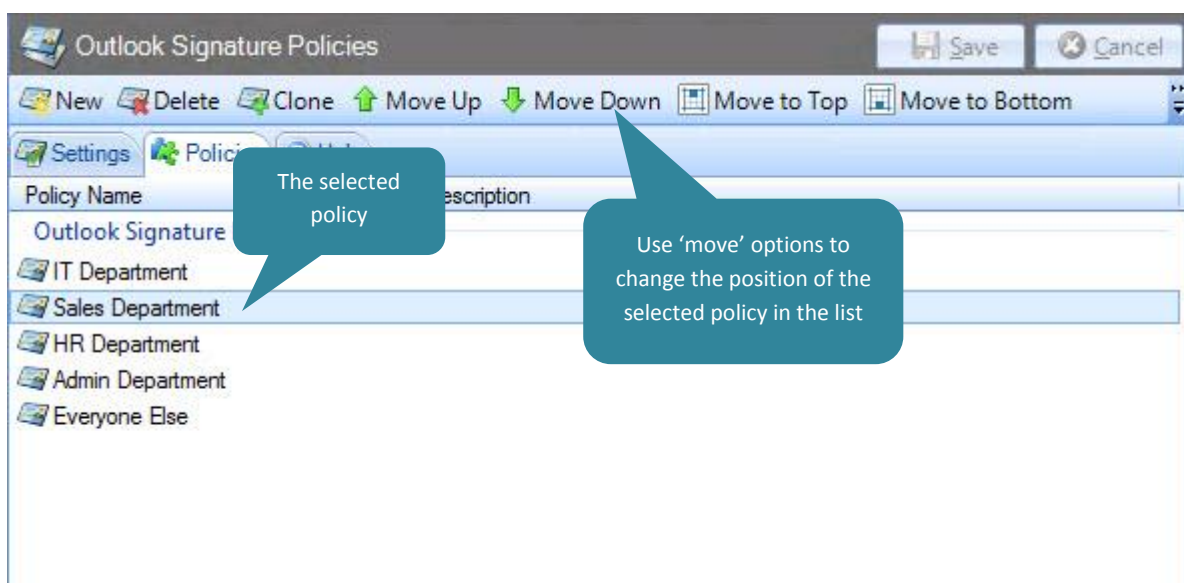 Outlook Signature Policies Save Cancel
New Delete Clone Move Up Move Down Move to Top Move to Bottom
Settings
Policy Name
The selected
policy
Outlook Signature
IT Department
Sales Department
HR Department
Admin Department
Everyone Else
Use ‘move’ options to
change the position of the
selected policy in the list